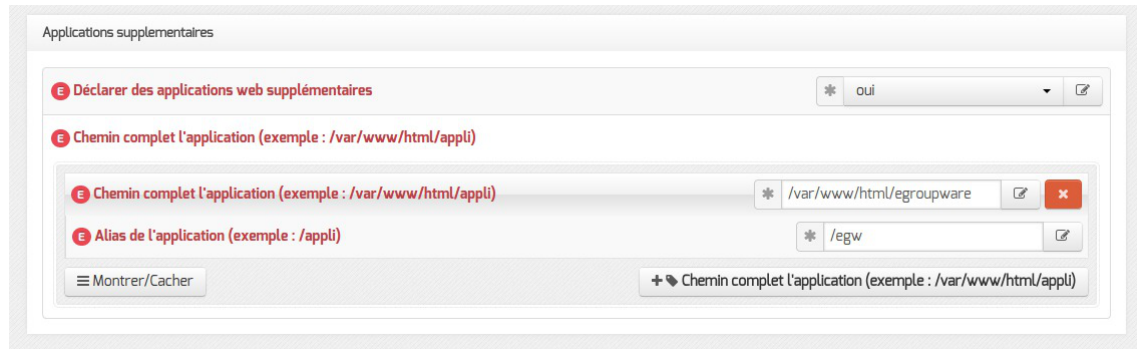 Applications supplementaires
E Déclarer des applications web supplémentaires oui
E Chemin complet l'application (exemple : /var/www/html/appli)
E Chemin complet l'application (exemple : /var/www/html/appli) /var/www/html/egroupware
E Alias de l'application (exemple : /appli) /egw
Montrer/Cacher Chemin complet l'application (exemple : /var/www/html/appli)